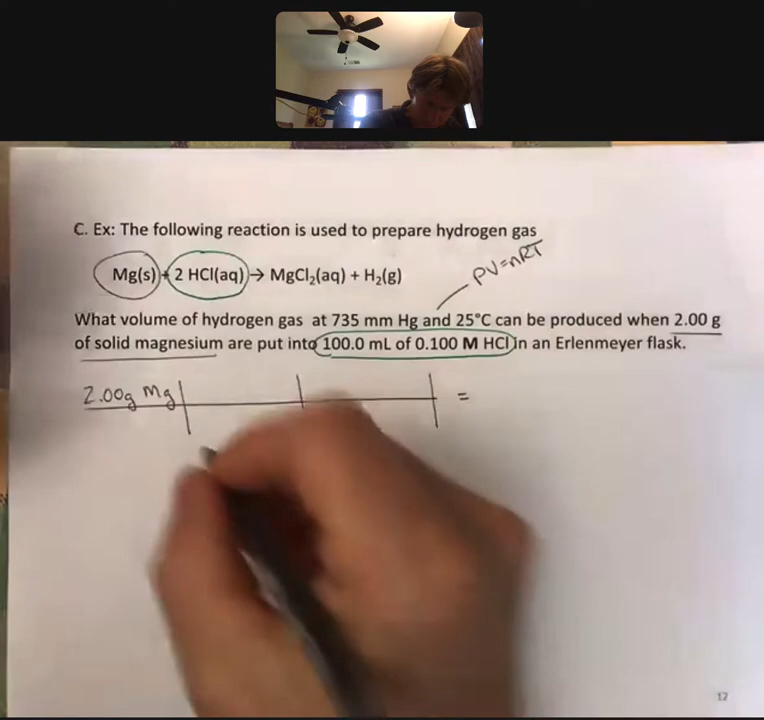 C. Ex: The following reaction is used to prepare hydrogen gas
Mg(s) + 2 HCl(aq) → MgCl₂(aq) + H₂(g)
PV=nRT
What volume of hydrogen gas at 735 mm Hg and 25°C can be produced when 2.00 g
of solid magnesium are put into 100.0 mL of 0.100 M HCl in an Erlenmeyer flask.
2.00g Mg =
12